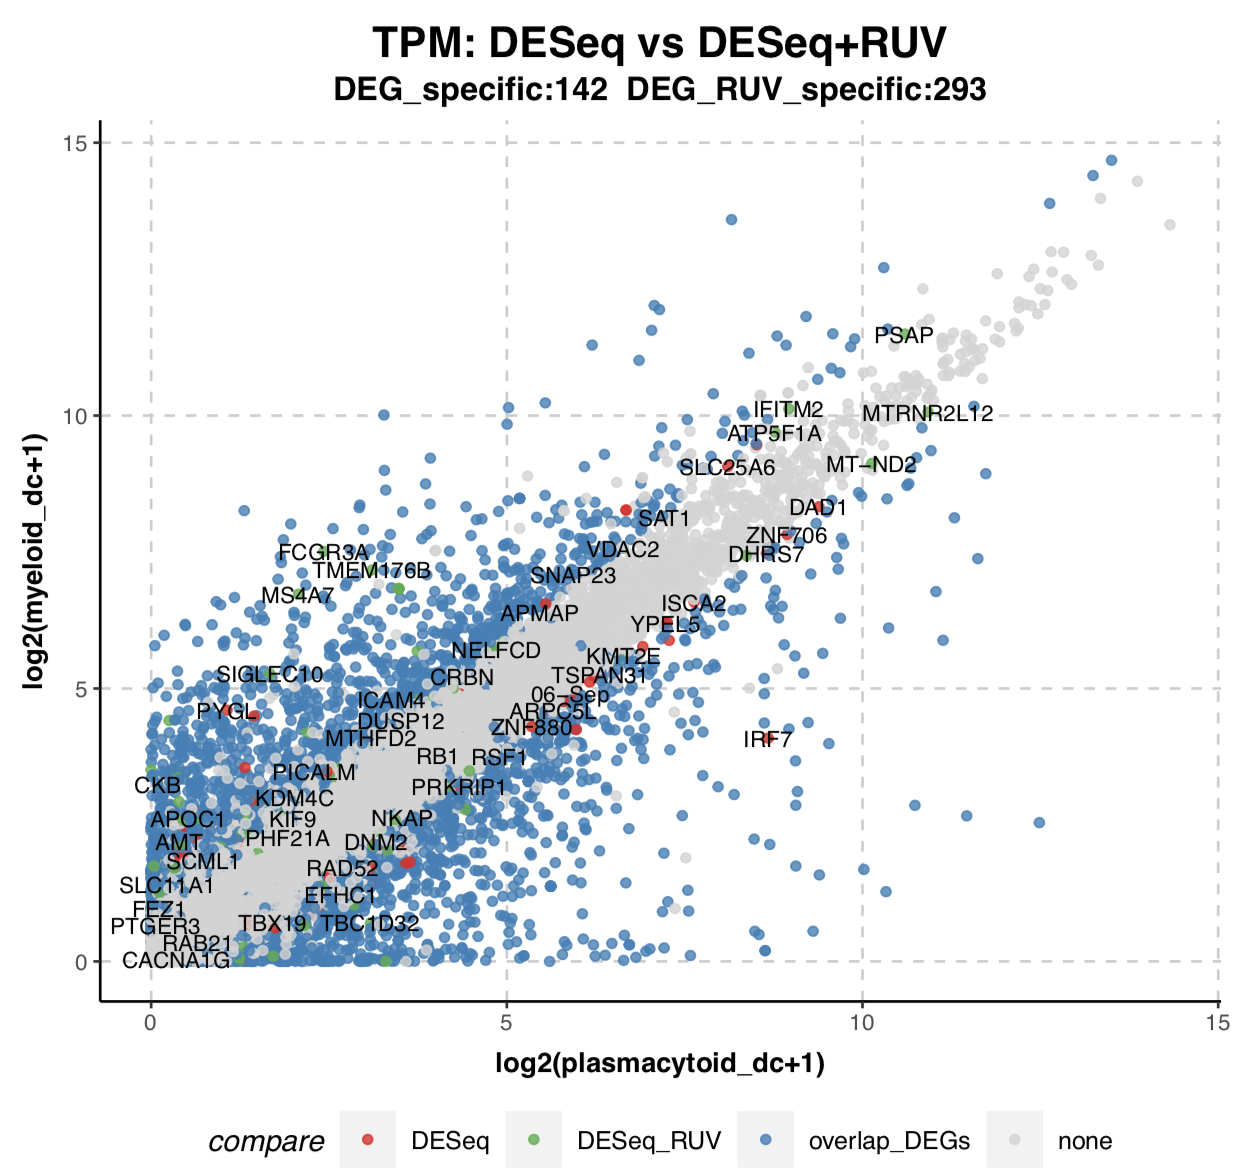 TPM: DESeq vs DESeq+RUV
DEG_specific:142  DEG_RUV_specific:293
15
PSAP
IFITM2
MTRNR2L12
10
ATP5F1A
SLC25A6
MT−ND2
DAD1
SAT1
ZNF706
FCGR3A
VDAC2
DHRS7
TMEM176B
SNAP23
MS4A7
ISCA2
APMAP
YPEL5
NELFCD
KMT2E
SIGLEC10
CRBN
TSPAN31
5
06−Sep
ICAM4
PYGL
ARPC5L
DUSP12
ZNF880
MTHFD2
IRF7
RB1
RSF1
PICALM
CKB
PRKRIP1
KDM4C
APOC1
KIF9
NKAP
AMT
PHF21A
DNM2
SCML1
RAD52
SLC11A1
EFHC1
FEZ1
PTGER3
TBX19
TBC1D32
RAB21
CACNA1G
0
0
5
10
15
log2(myeloid_dc+1)
log2(plasmacytoid_dc+1)
compare
DESeq
DESeq_RUV
overlap_DEGs
none